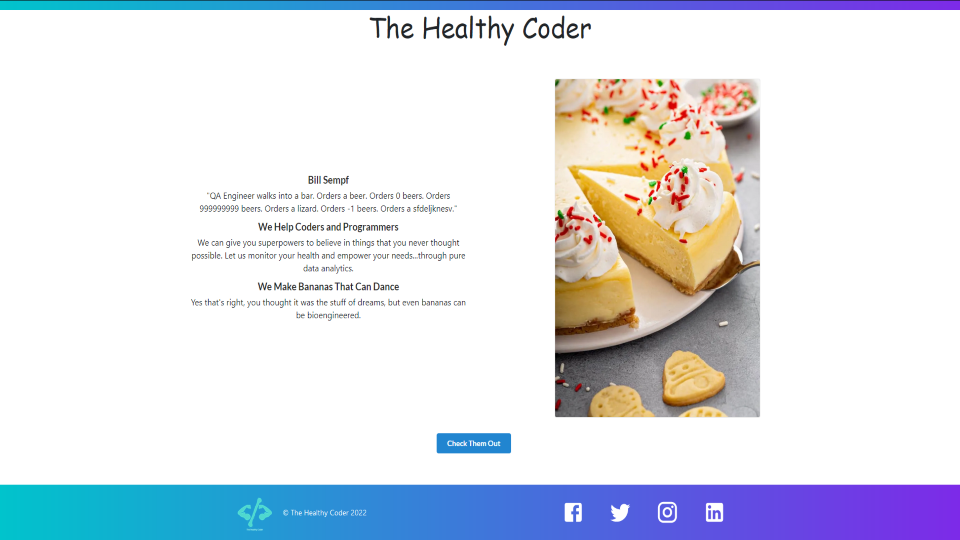 The Healthy Coder
Bill Sempf
"QA Engineer walks into a bar. Orders a beer. Orders 0 beers. Orders
999999999 beers. Orders a lizard. Orders -1 beers. Orders a sfdeljknesv."
We Help Coders and Programmers
We can give you superpowers to believe in things that you never thought
possible. Let us monitor your health and empower your needs...through pure
data analytics.
We Make Bananas That Can Dance
Yes that's right, you thought it was the stuff of dreams, but even bananas can
be bioengineered.
Check Them Out
© The Healthy Coder 2022